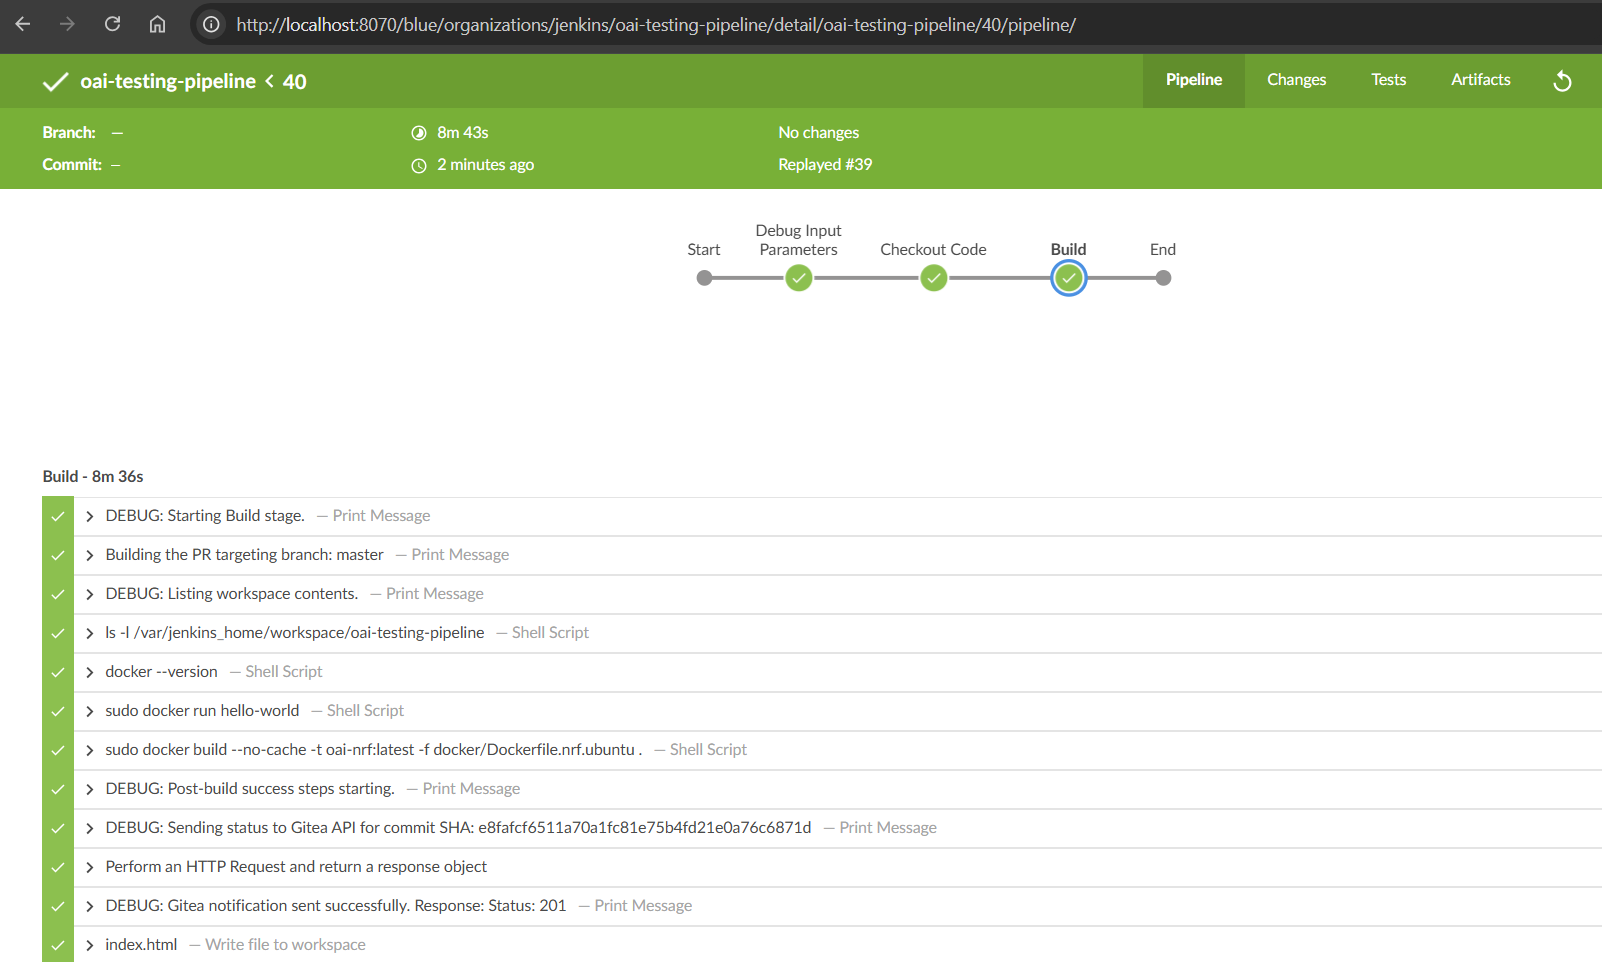 http://localhost:8070/blue/organizations/jenkins/oai-testing-pipeline/detail/oai-testing-pipeline/40/pipeline/
oai-testing-pipeline < 40
Pipeline Changes Tests Artifacts
Branch: — 8m 43s No changes
Commit: — 2 minutes ago Replayed #39
Start Debug Input Parameters Checkout Code Build End
Build - 8m 36s
DEBUG: Starting Build stage. — Print Message
Building the PR targeting branch: master — Print Message
DEBUG: Listing workspace contents. — Print Message
ls -l /var/jenkins_home/workspace/oai-testing-pipeline — Shell Script
docker --version — Shell Script
sudo docker run hello-world — Shell Script
sudo docker build --no-cache -t oai-nrf:latest -f docker/Dockerfile.nrf.ubuntu . — Shell Script
DEBUG: Post-build success steps starting. — Print Message
DEBUG: Sending status to Gitea API for commit SHA: e8fafcf6511a70a1fc81e75b4fd21e0a76c6871d — Print Message
Perform an HTTP Request and return a response object
DEBUG: Gitea notification sent successfully. Response: Status: 201 — Print Message
index.html — Write file to workspace